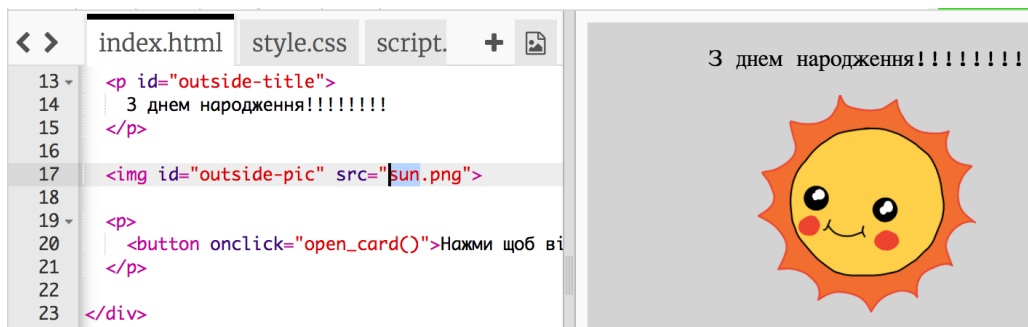 index.html style.css script.
13 <p id="outside-title">
14 З днем народження!!!!!!!!
15 </p>
16
17 <img id="outside-pic" src="sun.png">
18
19 <p>
20 <button onclick="open_card()">Нажми щоб ві
21 </p>
22
23 </div>
З днем народження!!!!!!!!